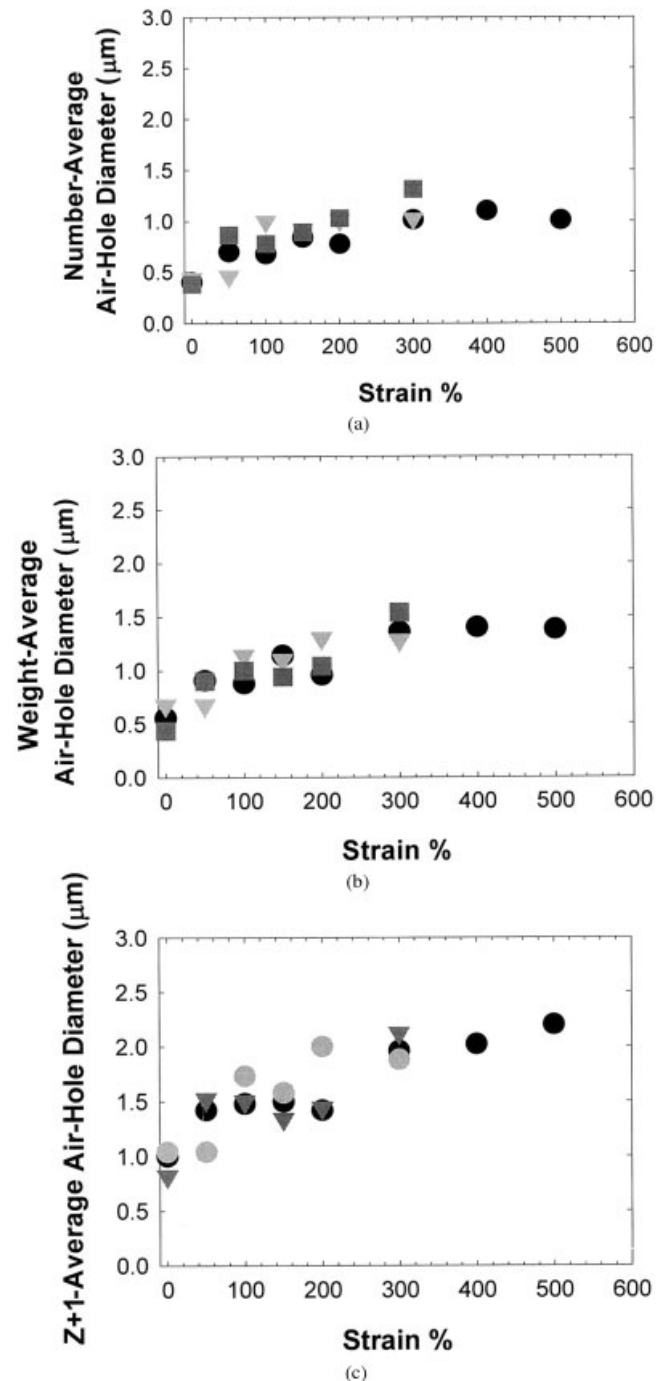 Number-Average
Air-Hole Diameter (μm)
3.0
2.5
2.0
1.5
1.0
0.5
0.0
0 100 200 300 400 500 600
Strain %
(a)
Weight-Average
Air-Hole Diameter (μm)
3.0
2.5
2.0
1.5
1.0
0.5
0.0
0 100 200 300 400 500 600
Strain %
(b)
Z+1-Average Air-Hole Diameter (μm)
3.0
2.5
2.0
1.5
1.0
0.5
0.0
0 100 200 300 400 500 600
Strain %
(c)